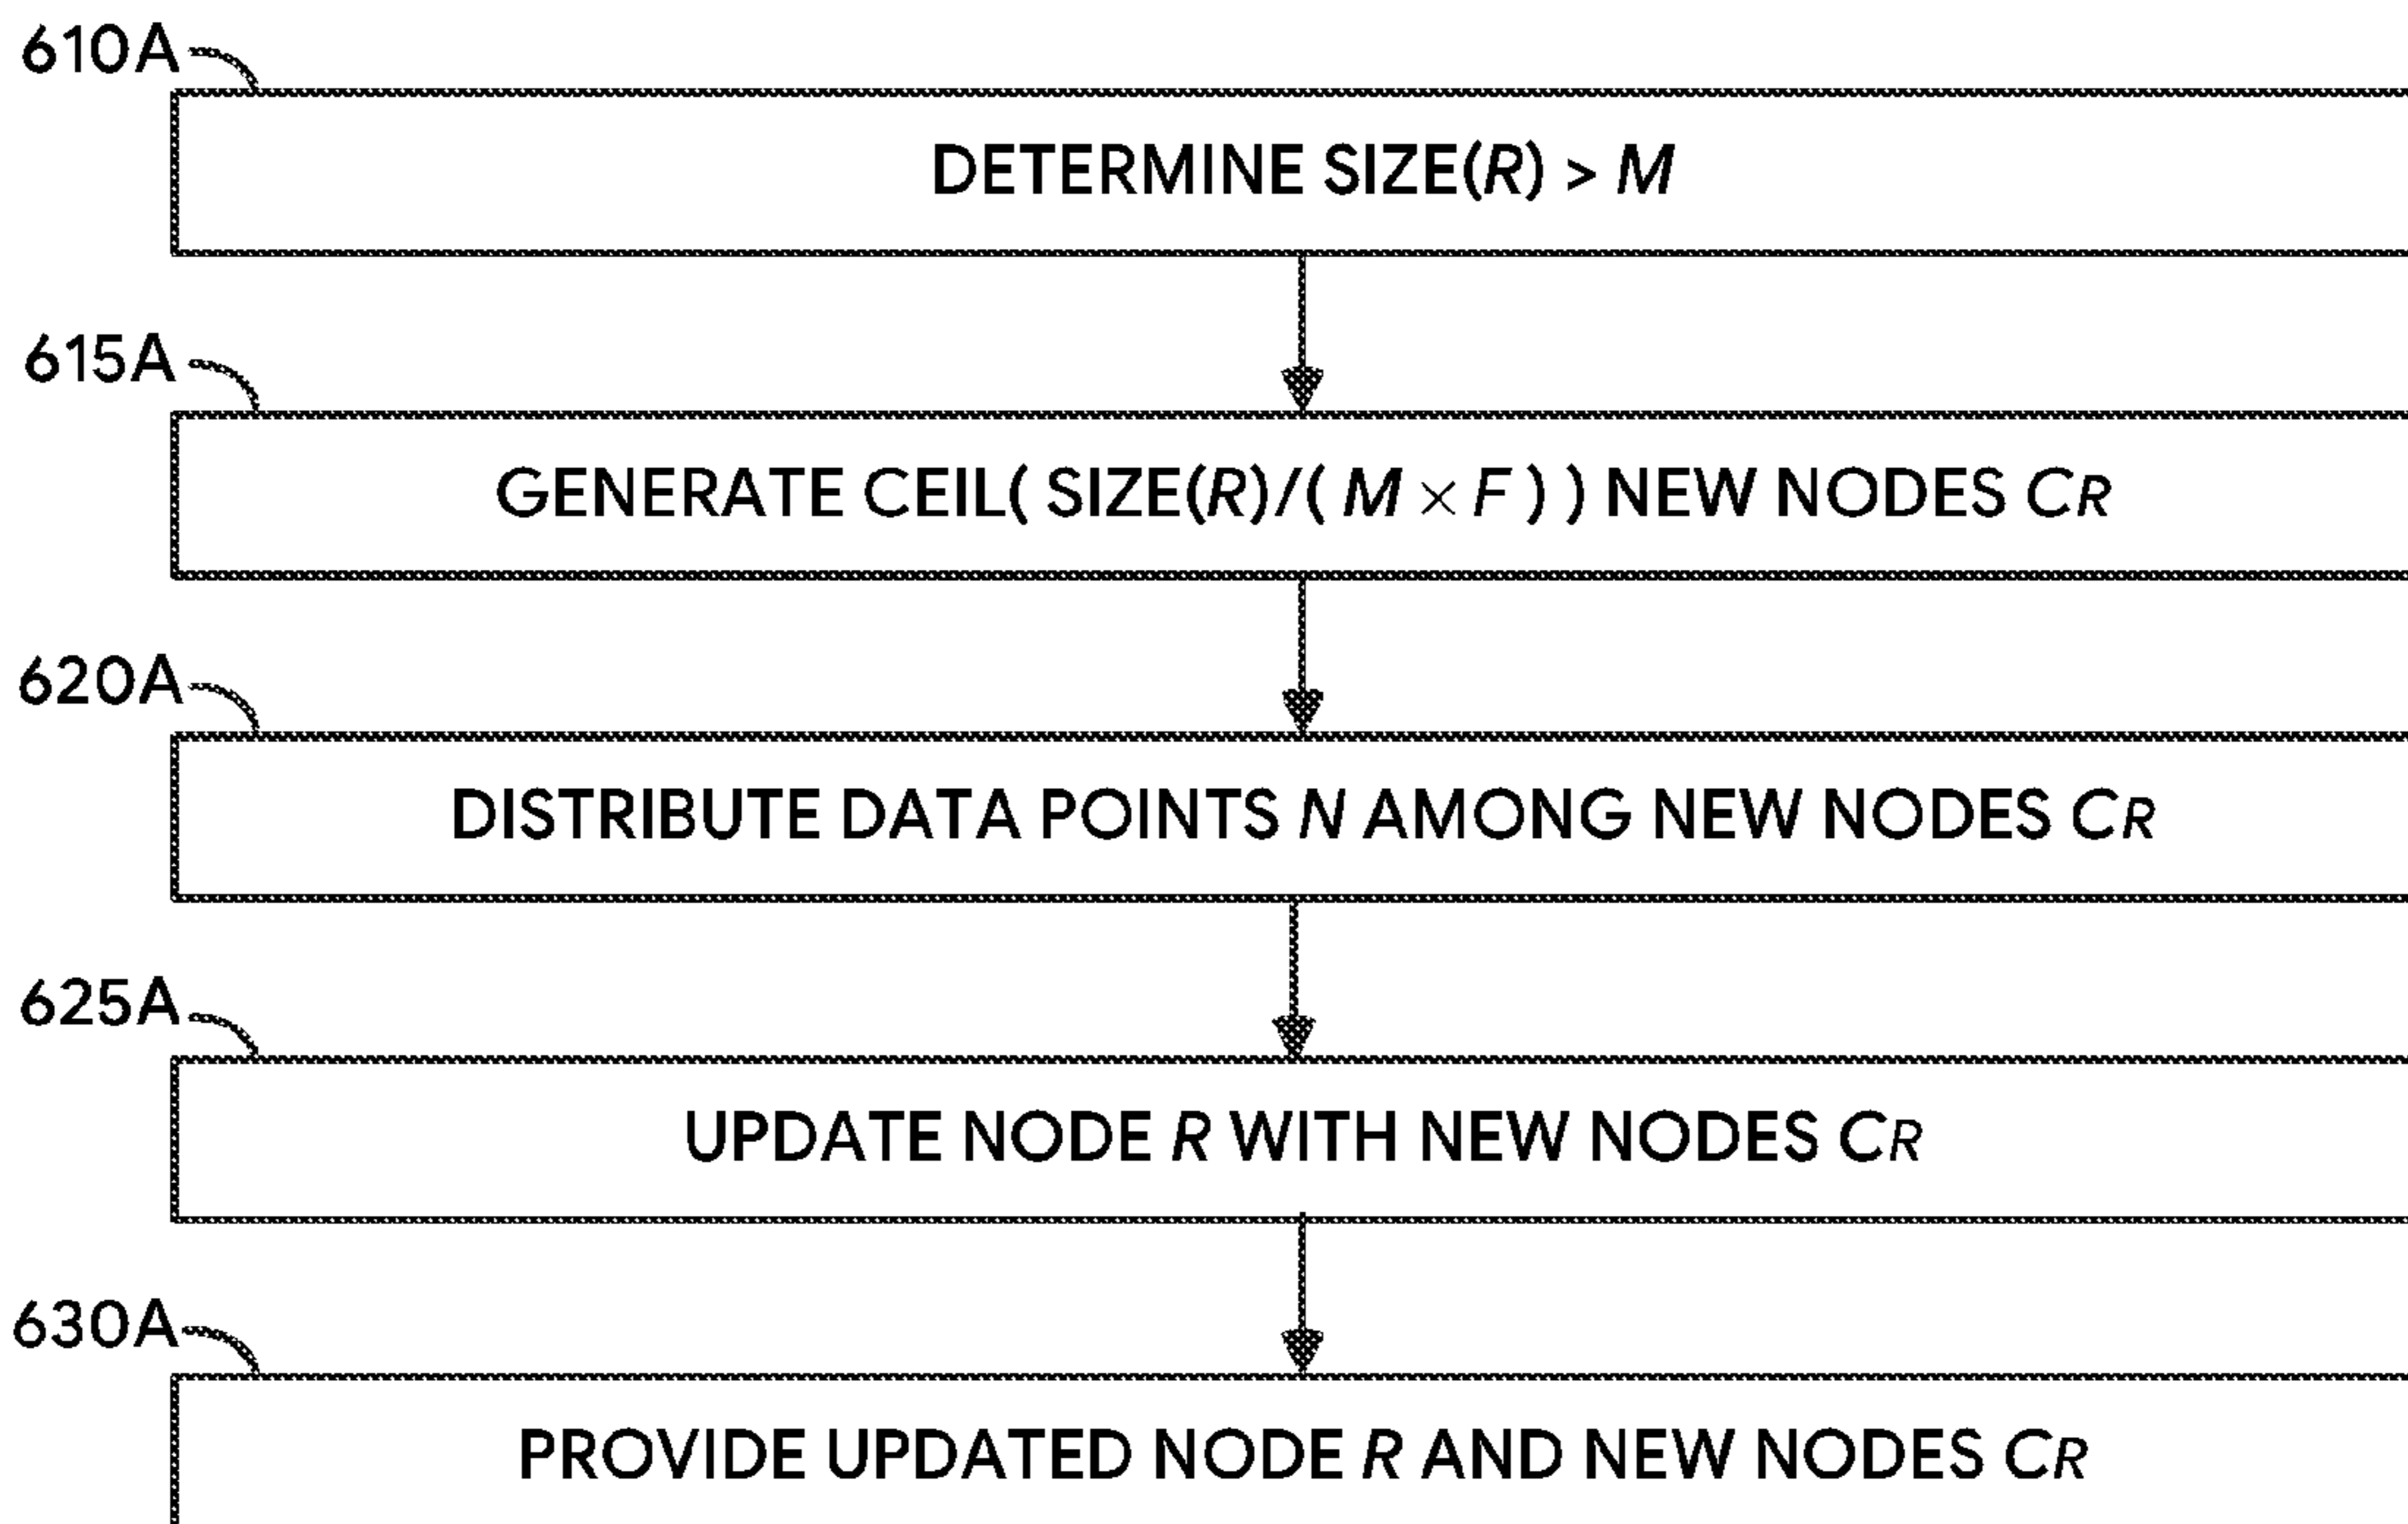 610A
DETERMINE SIZE(R) > M
615A
GENERATE CEIL( SIZE(R)/( M × F ) ) NEW NODES CR
620A
DISTRIBUTE DATA POINTS N AMONG NEW NODES CR
625A
UPDATE NODE R WITH NEW NODES CR
630A
PROVIDE UPDATED NODE R AND NEW NODES CR